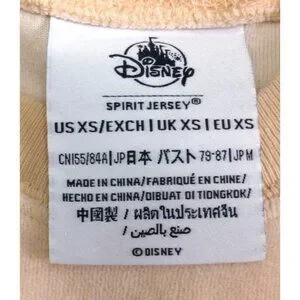 Disney
SPIRIT JERSEY®
US XS/EXCH | UK XS | EU XS
CN155/84A | JP日本 バスト 79-87 | JP M
MADE IN CHINA/FABRIQUÉ EN CHINE/
HECHO EN CHINA/DIBUAT DI TIONGKOK/
中國製 / ผลิตในประเทศจีน
صنع بالصين/
©DISNEY